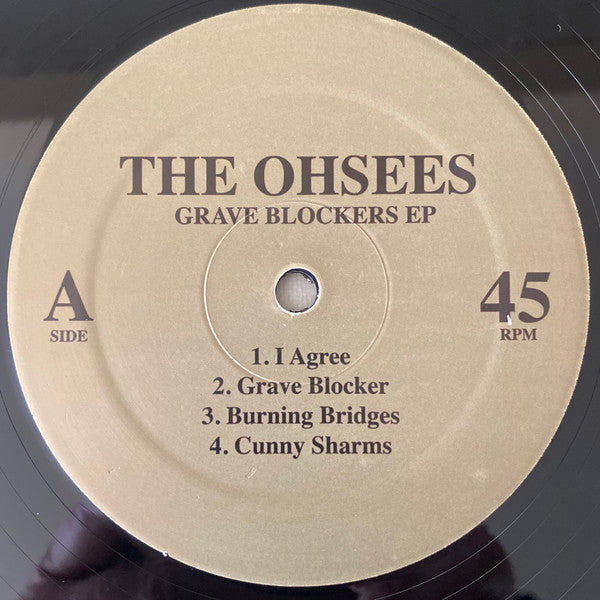 THE OHSEES
GRAVE BLOCKERS EP
A
SIDE
45
RPM
1. I Agree
2. Grave Blocker
3. Burning Bridges
4. Cunny Sharms